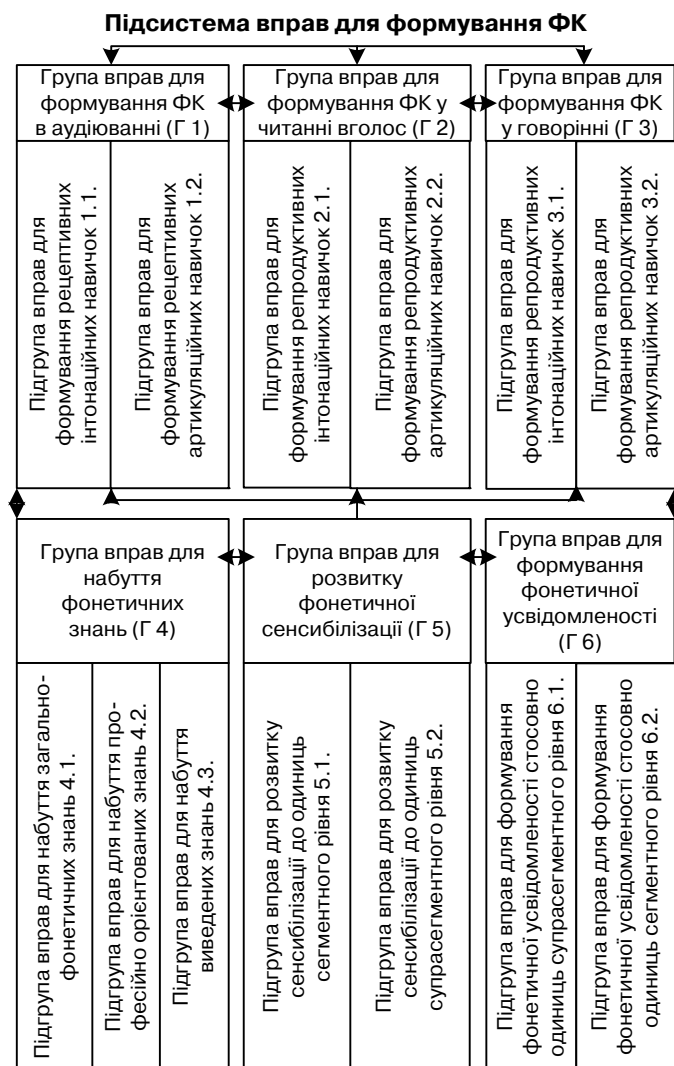 Підсистема вправ для формування ФК
Група вправ для
формування ФК
в аудіюванні (Г 1)
Група вправ для
формування ФК у
читанні вголос (Г 2)
Група вправ для
формування ФК
у говорінні (Г 3)
Підгрупа вправ для
формування рецептивних
інтонаційних навичок 1.1.
Підгрупа вправ для
формування рецептивних
артикуляційних навичок 1.2.
Підгрупа вправ для
формування репродуктивних
інтонаційних навичок 2.1.
Підгрупа вправ для
формування репродуктивних
артикуляційних навичок 2.2.
Підгрупа вправ для
формування репродуктивних
інтонаційних навичок 3.1.
Підгрупа вправ для
формування репродуктивних
артикуляційних навичок 3.2.
Група вправ для
набуття
фонетичних
знань (Г 4)
Група вправ для
розвитку
фонетичної
сенсибілізації (Г 5)
Група вправ для
формування
фонетичної
усвідомленості
(Г 6)
Підгрупа вправ для набуття загально-
фонетичних знань 4.1.
Підгрупа вправ для набуття про-
фесійно орієнтованих знань 4.2.
Підгрупа вправ для набуття
виведених знань 4.3.
Підгрупа вправ для розвитку
сенсибілізації до одиниць
сегментного рівня 5.1.
Підгрупа вправ для розвитку
сенсибілізації до одиниць
супрасегментного рівня 5.2.
Підгрупа вправ для формування
фонетичної усвідомленості стосовно
одиниць супрасегментного рівня 6.1.
Підгрупа вправ для формування
фонетичної усвідомленості стосовно
одиниць сегментного рівня 6.2.